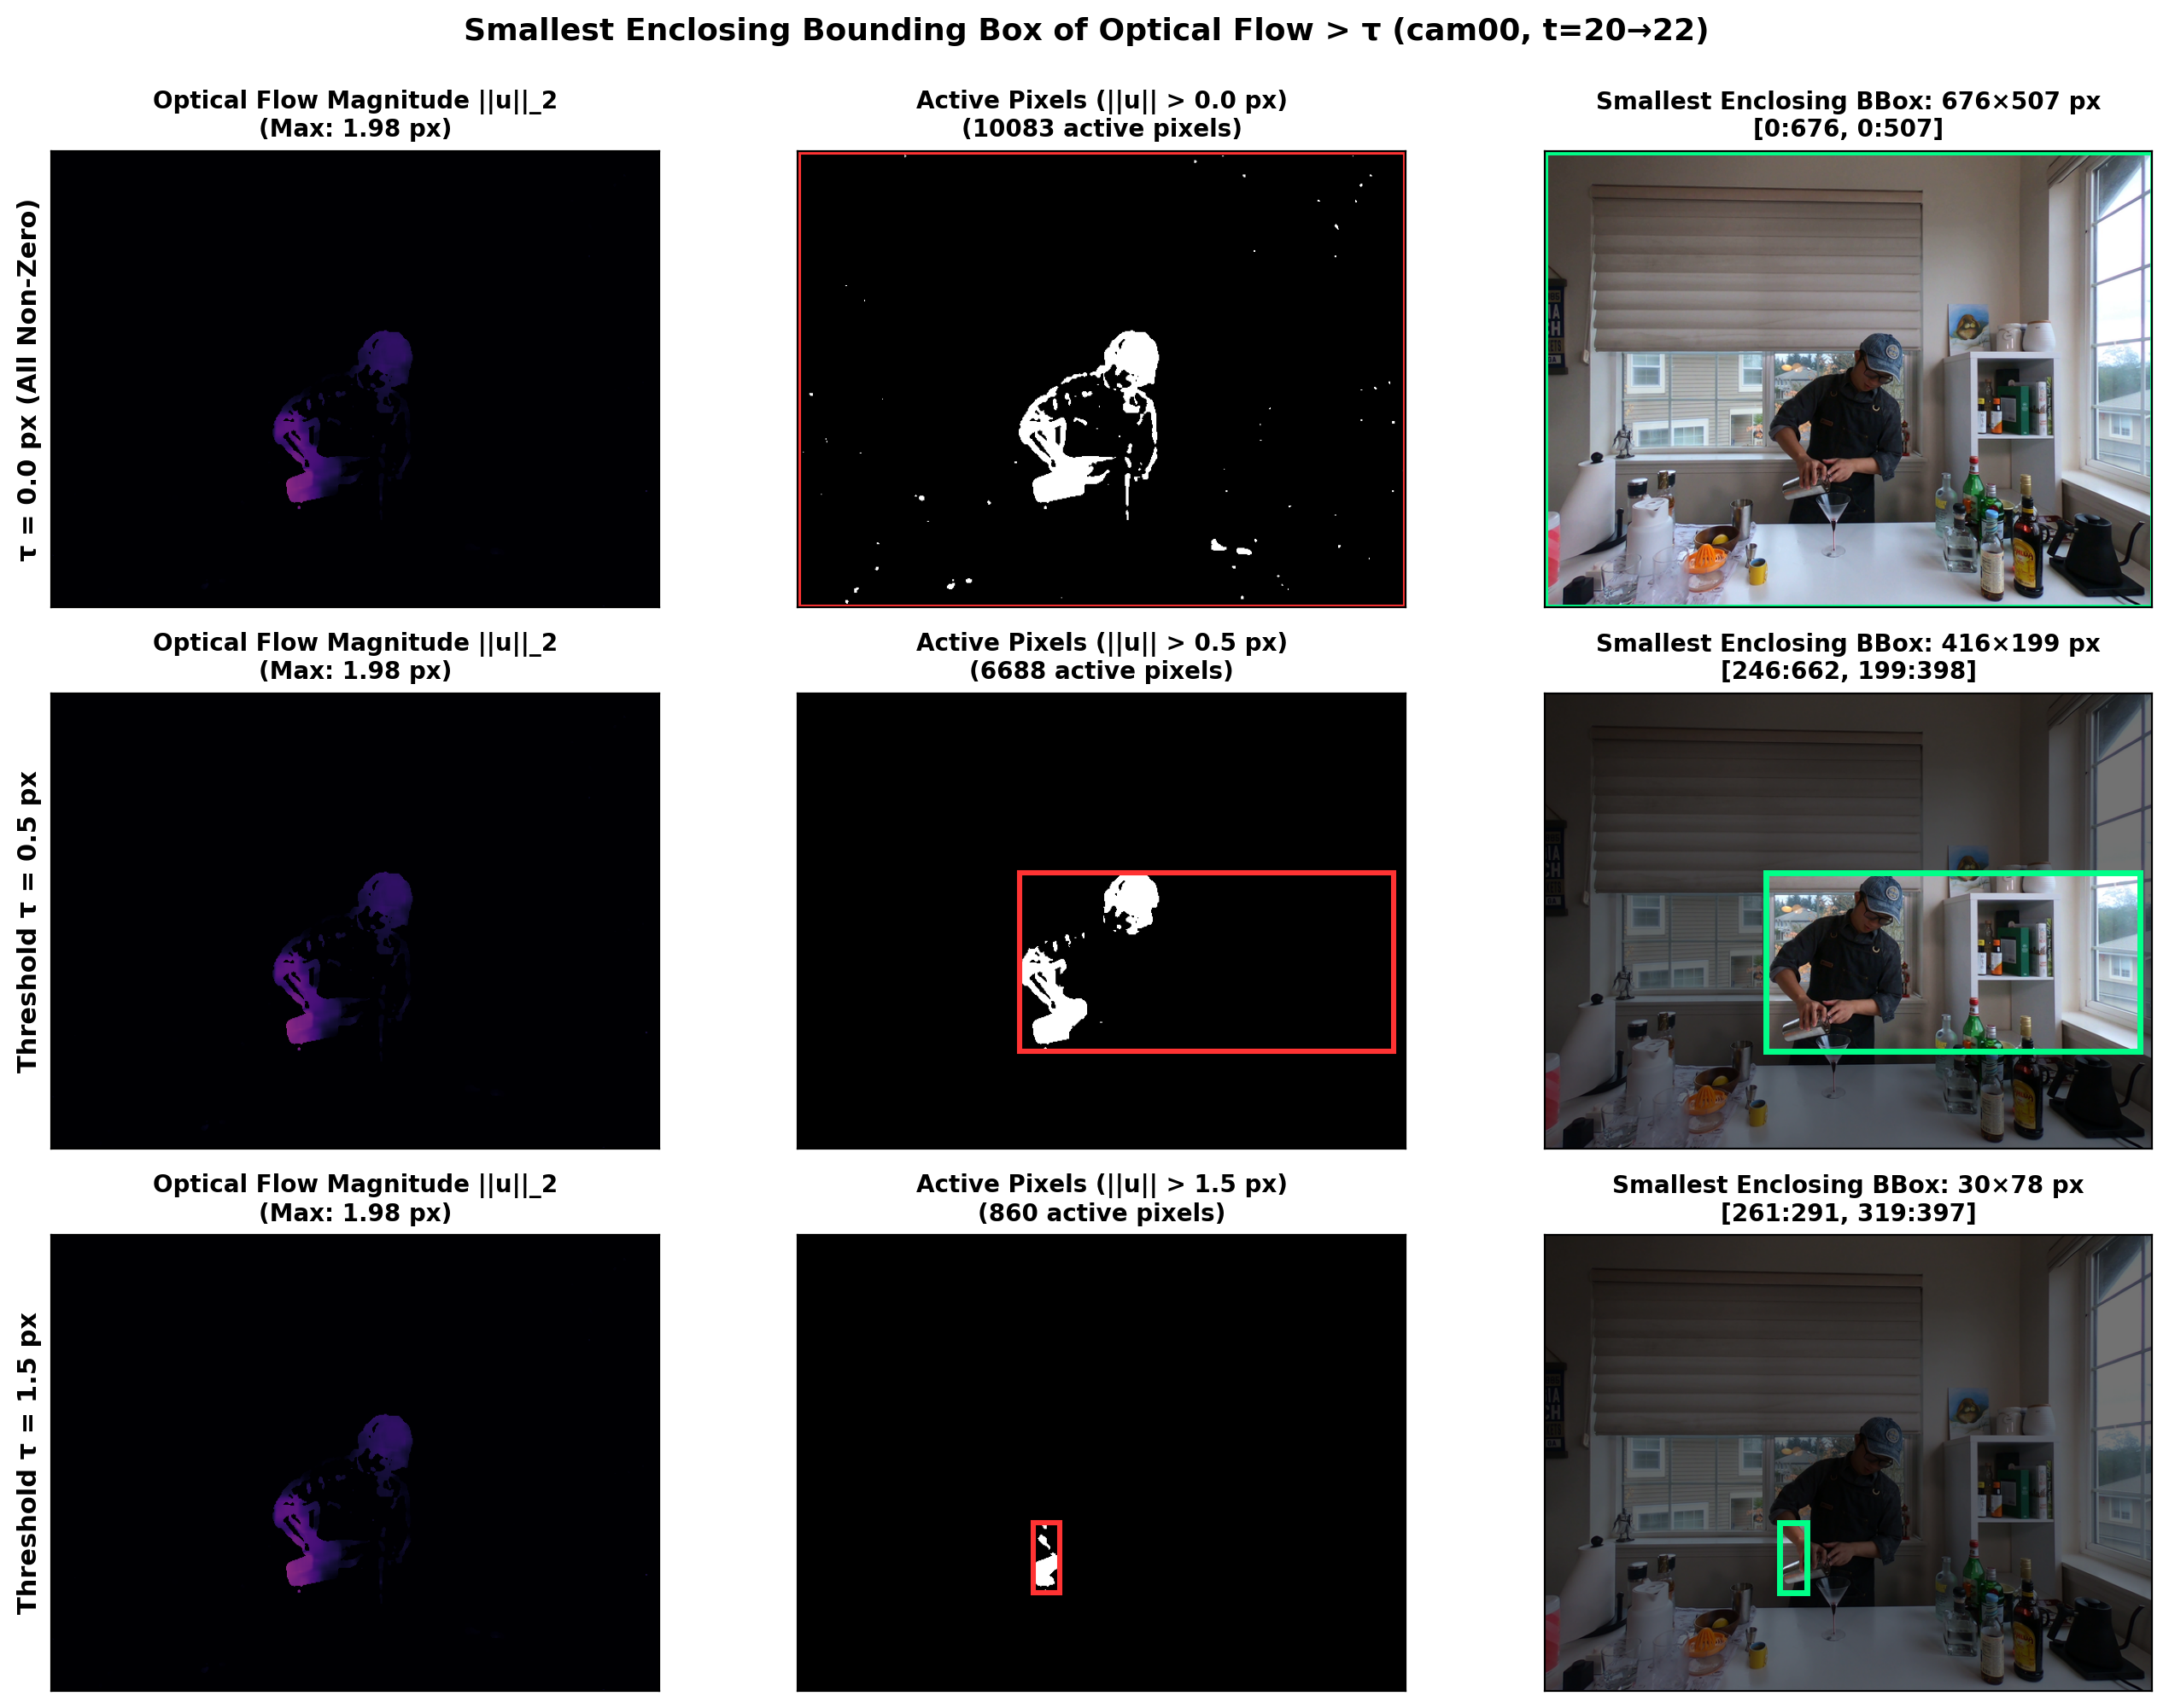 Smallest Enclosing Bounding Box of Optical Flow > τ (cam00, t=20→22)
Optical Flow Magnitude ||u||_2
(Max: 1.98 px)
Active Pixels (||u|| > 0.0 px)
(10083 active pixels)
Smallest Enclosing BBox: 676×507 px
[0:676, 0:507]
τ = 0.0 px (All Non-Zero)
Optical Flow Magnitude ||u||_2
(Max: 1.98 px)
Active Pixels (||u|| > 0.5 px)
(6688 active pixels)
Smallest Enclosing BBox: 416×199 px
[246:662, 199:398]
Threshold τ = 0.5 px
Optical Flow Magnitude ||u||_2
(Max: 1.98 px)
Active Pixels (||u|| > 1.5 px)
(860 active pixels)
Smallest Enclosing BBox: 30×78 px
[261:291, 319:397]
Threshold τ = 1.5 px